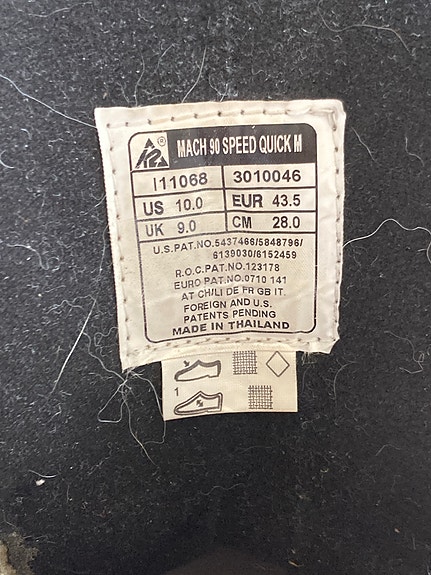 K2®
MACH 90 SPEED QUICK M
I11068 3010046
US 10.0 EUR 43.5
UK 9.0 CM 28.0
U.S.PAT.NO.5437466/5848796/
6139030/6152459
R.O.C.PAT.NO.123178
EURO PAT.NO.0710 141
AT CH/LI DE FR GB IT.
FOREIGN AND U.S.
PATENTS PENDING
MADE IN THAILAND
1